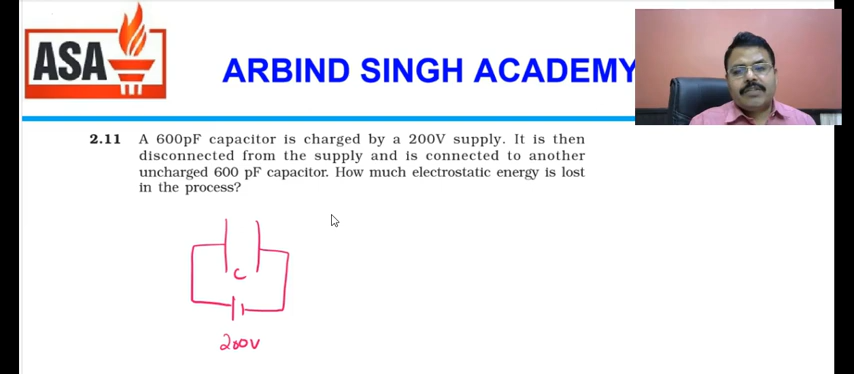 ASA
ARBIND SINGH ACADEMY
2.11 A 600pF capacitor is charged by a 200V supply. It is then
disconnected from the supply and is connected to another
uncharged 600 pF capacitor. How much electrostatic energy is lost
in the process?
C
200V